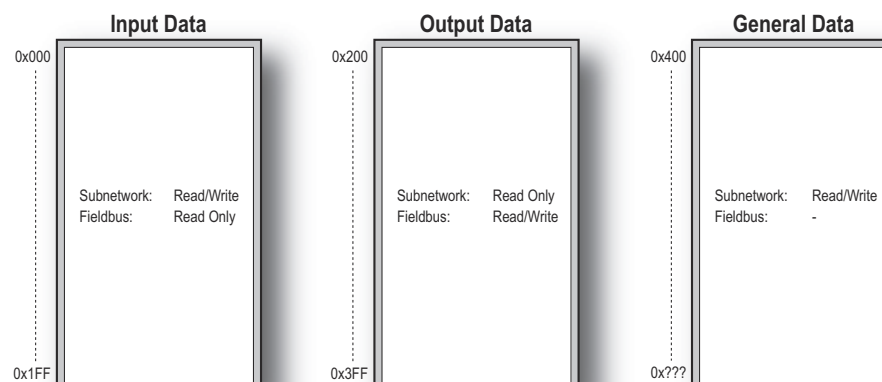 Input Data
0x000
Subnetwork: Read/Write
Fieldbus: Read Only
0x1FF
Output Data
0x200
Subnetwork: Read Only
Fieldbus: Read/Write
0x3FF
General Data
0x400
Subnetwork: Read/Write
Fieldbus: -
0x???